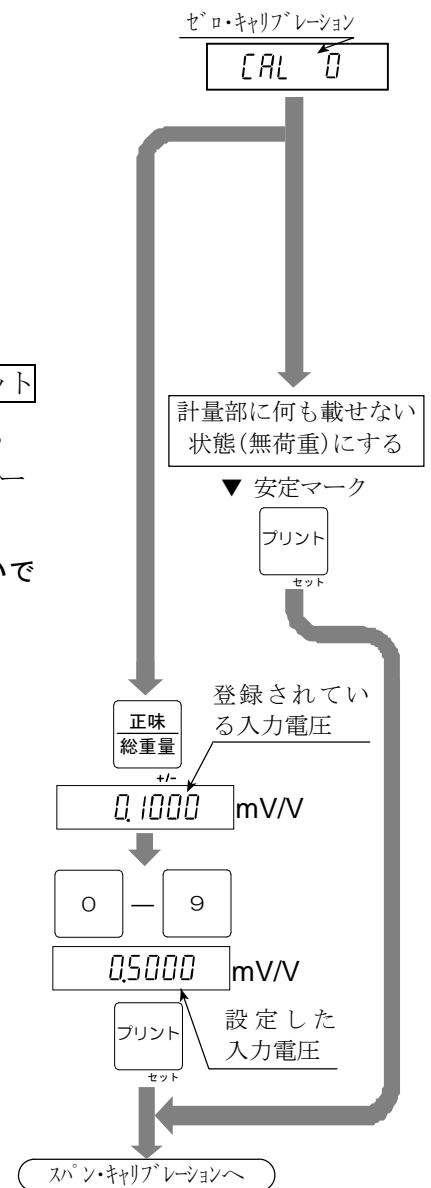 ゼロ・キャリブレーション
CAL 0
ット
ー
いで
計量部に何も載せない
状態(無荷重)にする
▼ 安定マーク
プリント
セット
登録されてい
る入力電圧
正味
総重量
+/-
0.1000 mV/V
0 — 9
0.5000 mV/V
プリント
セット
設定した
入力電圧
スパン・キャリブレーションへ